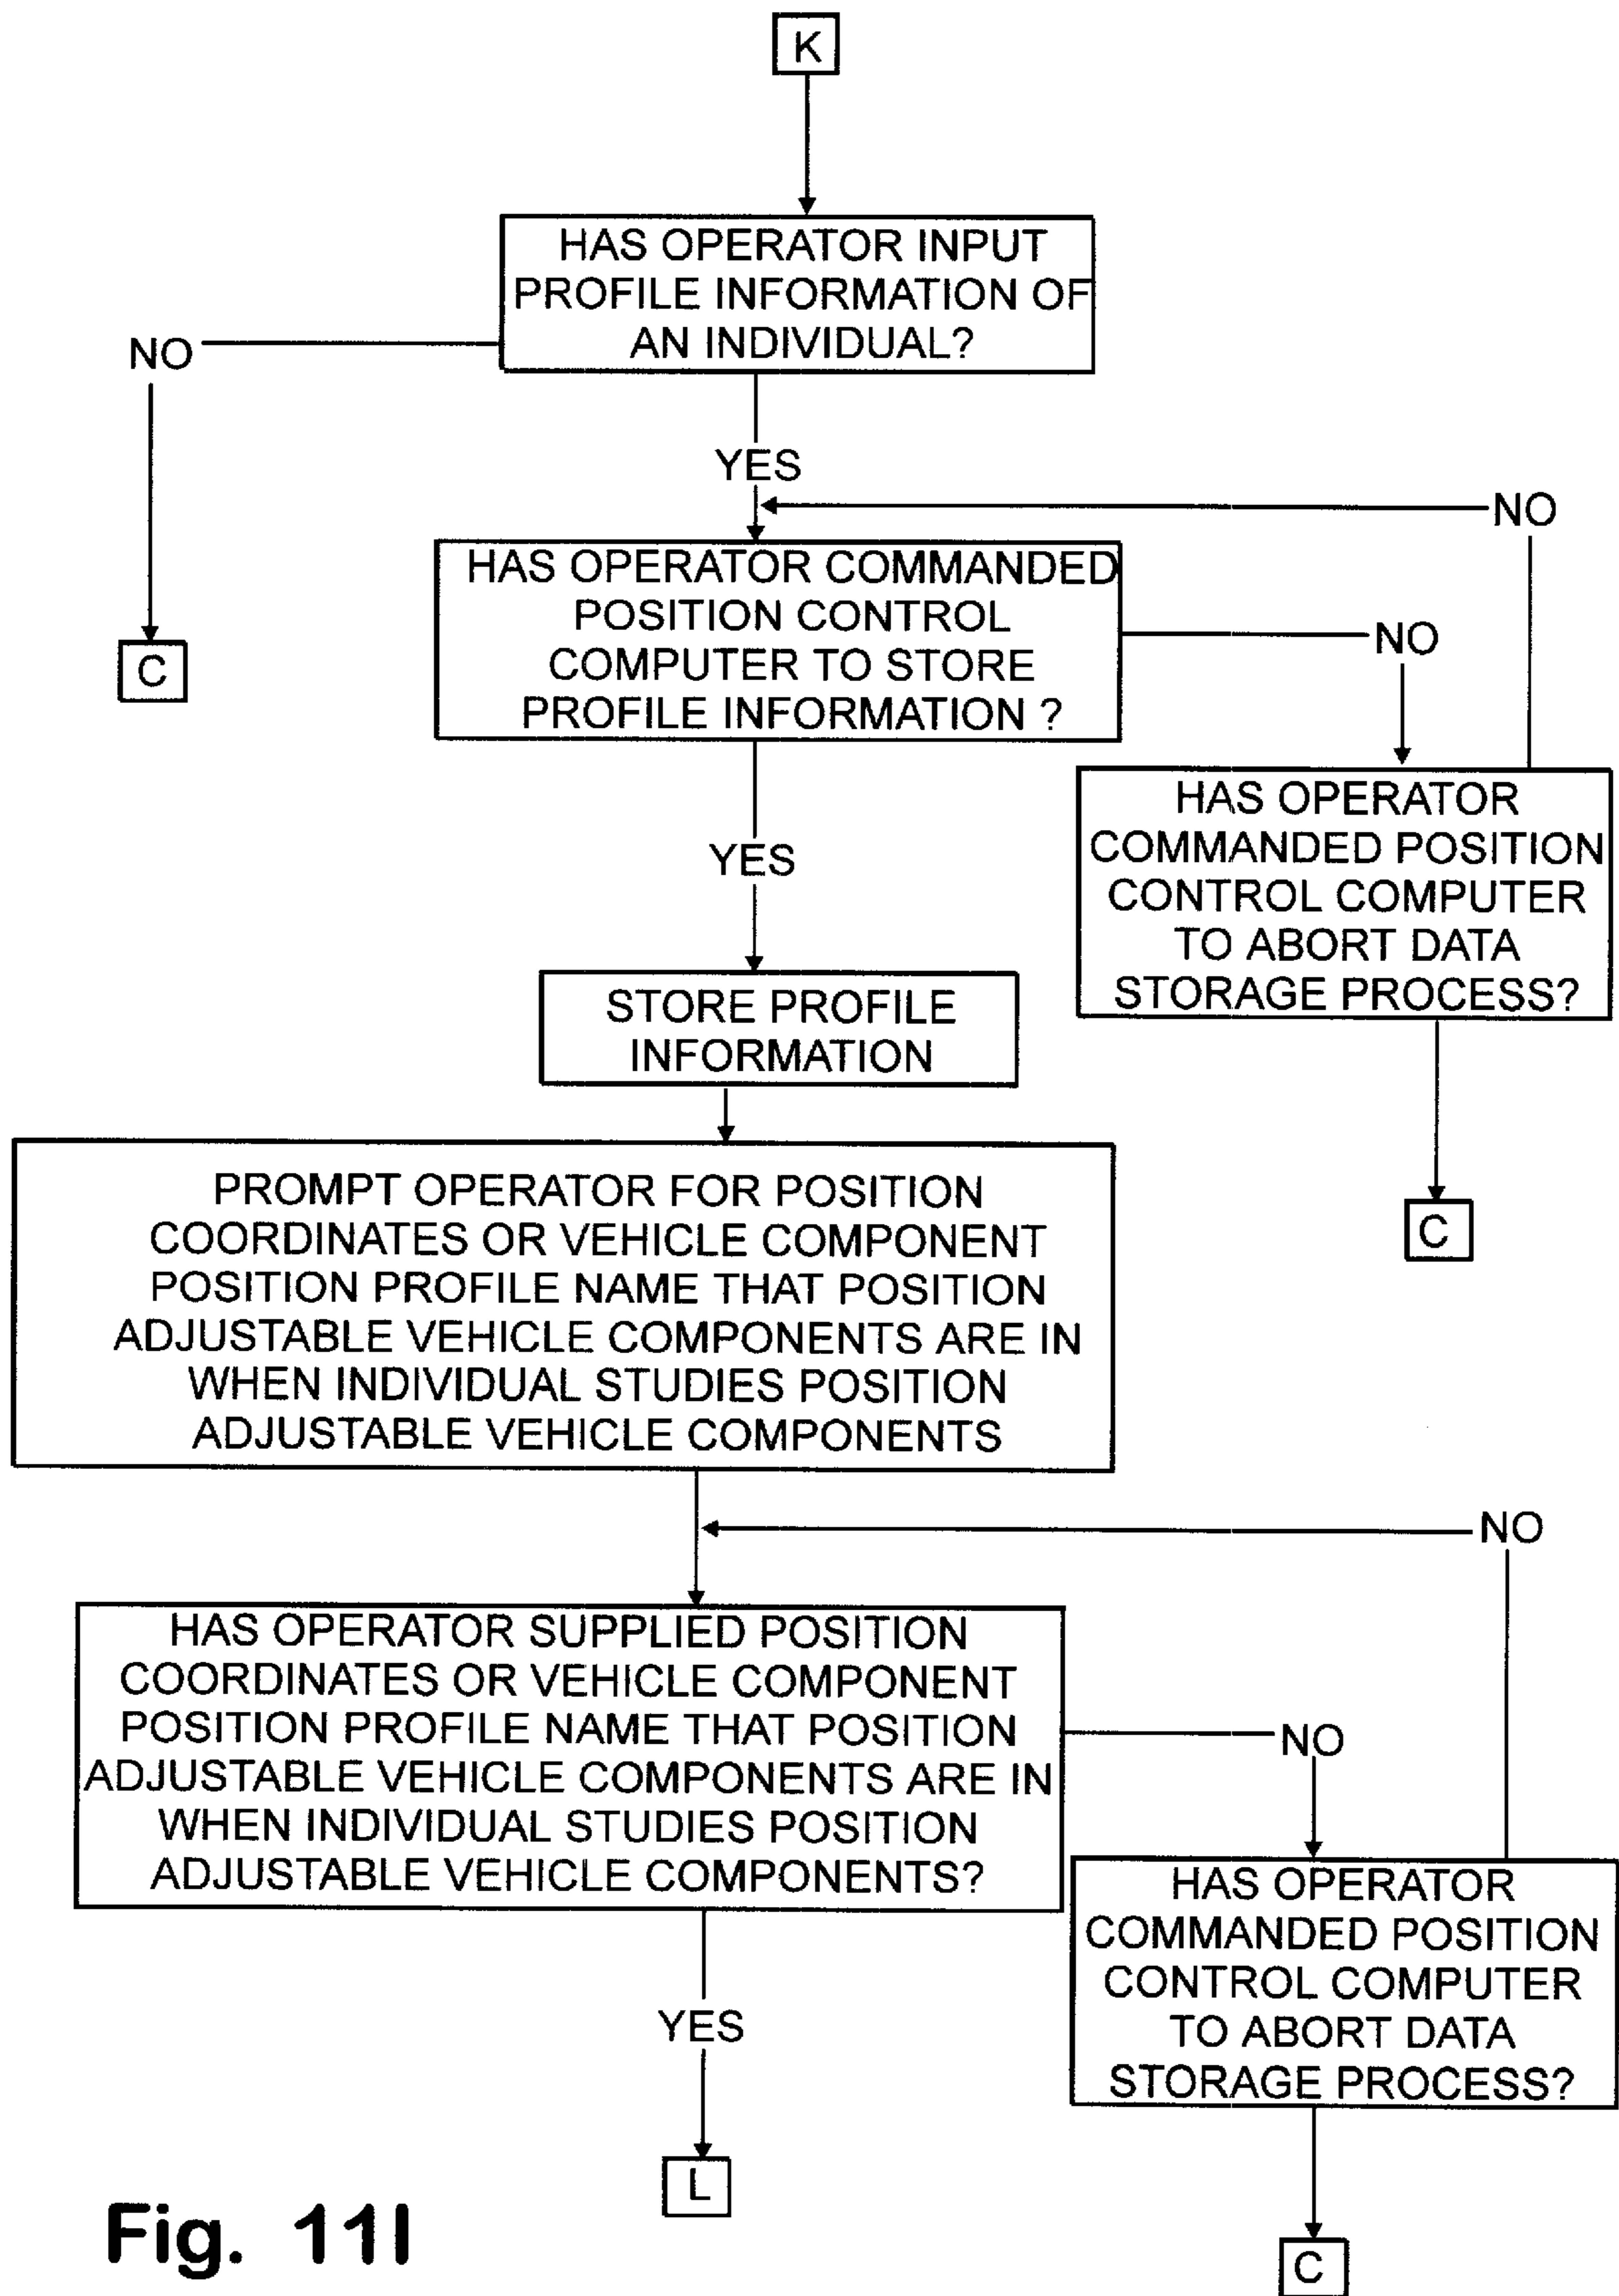 K
HAS OPERATOR INPUT
PROFILE INFORMATION OF
AN INDIVIDUAL?
NO
YES
NO
HAS OPERATOR COMMANDED
POSITION CONTROL
COMPUTER TO STORE
PROFILE INFORMATION ?
NO
C
HAS OPERATOR
COMMANDED POSITION
CONTROL COMPUTER
TO ABORT DATA
STORAGE PROCESS?
YES
STORE PROFILE
INFORMATION
C
PROMPT OPERATOR FOR POSITION
COORDINATES OR VEHICLE COMPONENT
POSITION PROFILE NAME THAT POSITION
ADJUSTABLE VEHICLE COMPONENTS ARE IN
WHEN INDIVIDUAL STUDIES POSITION
ADJUSTABLE VEHICLE COMPONENTS
NO
HAS OPERATOR SUPPLIED POSITION
COORDINATES OR VEHICLE COMPONENT
POSITION PROFILE NAME THAT POSITION
ADJUSTABLE VEHICLE COMPONENTS ARE IN
WHEN INDIVIDUAL STUDIES POSITION
ADJUSTABLE VEHICLE COMPONENTS?
NO
HAS OPERATOR
COMMANDED POSITION
CONTROL COMPUTER
TO ABORT DATA
STORAGE PROCESS?
YES
L
C
Fig. 11I